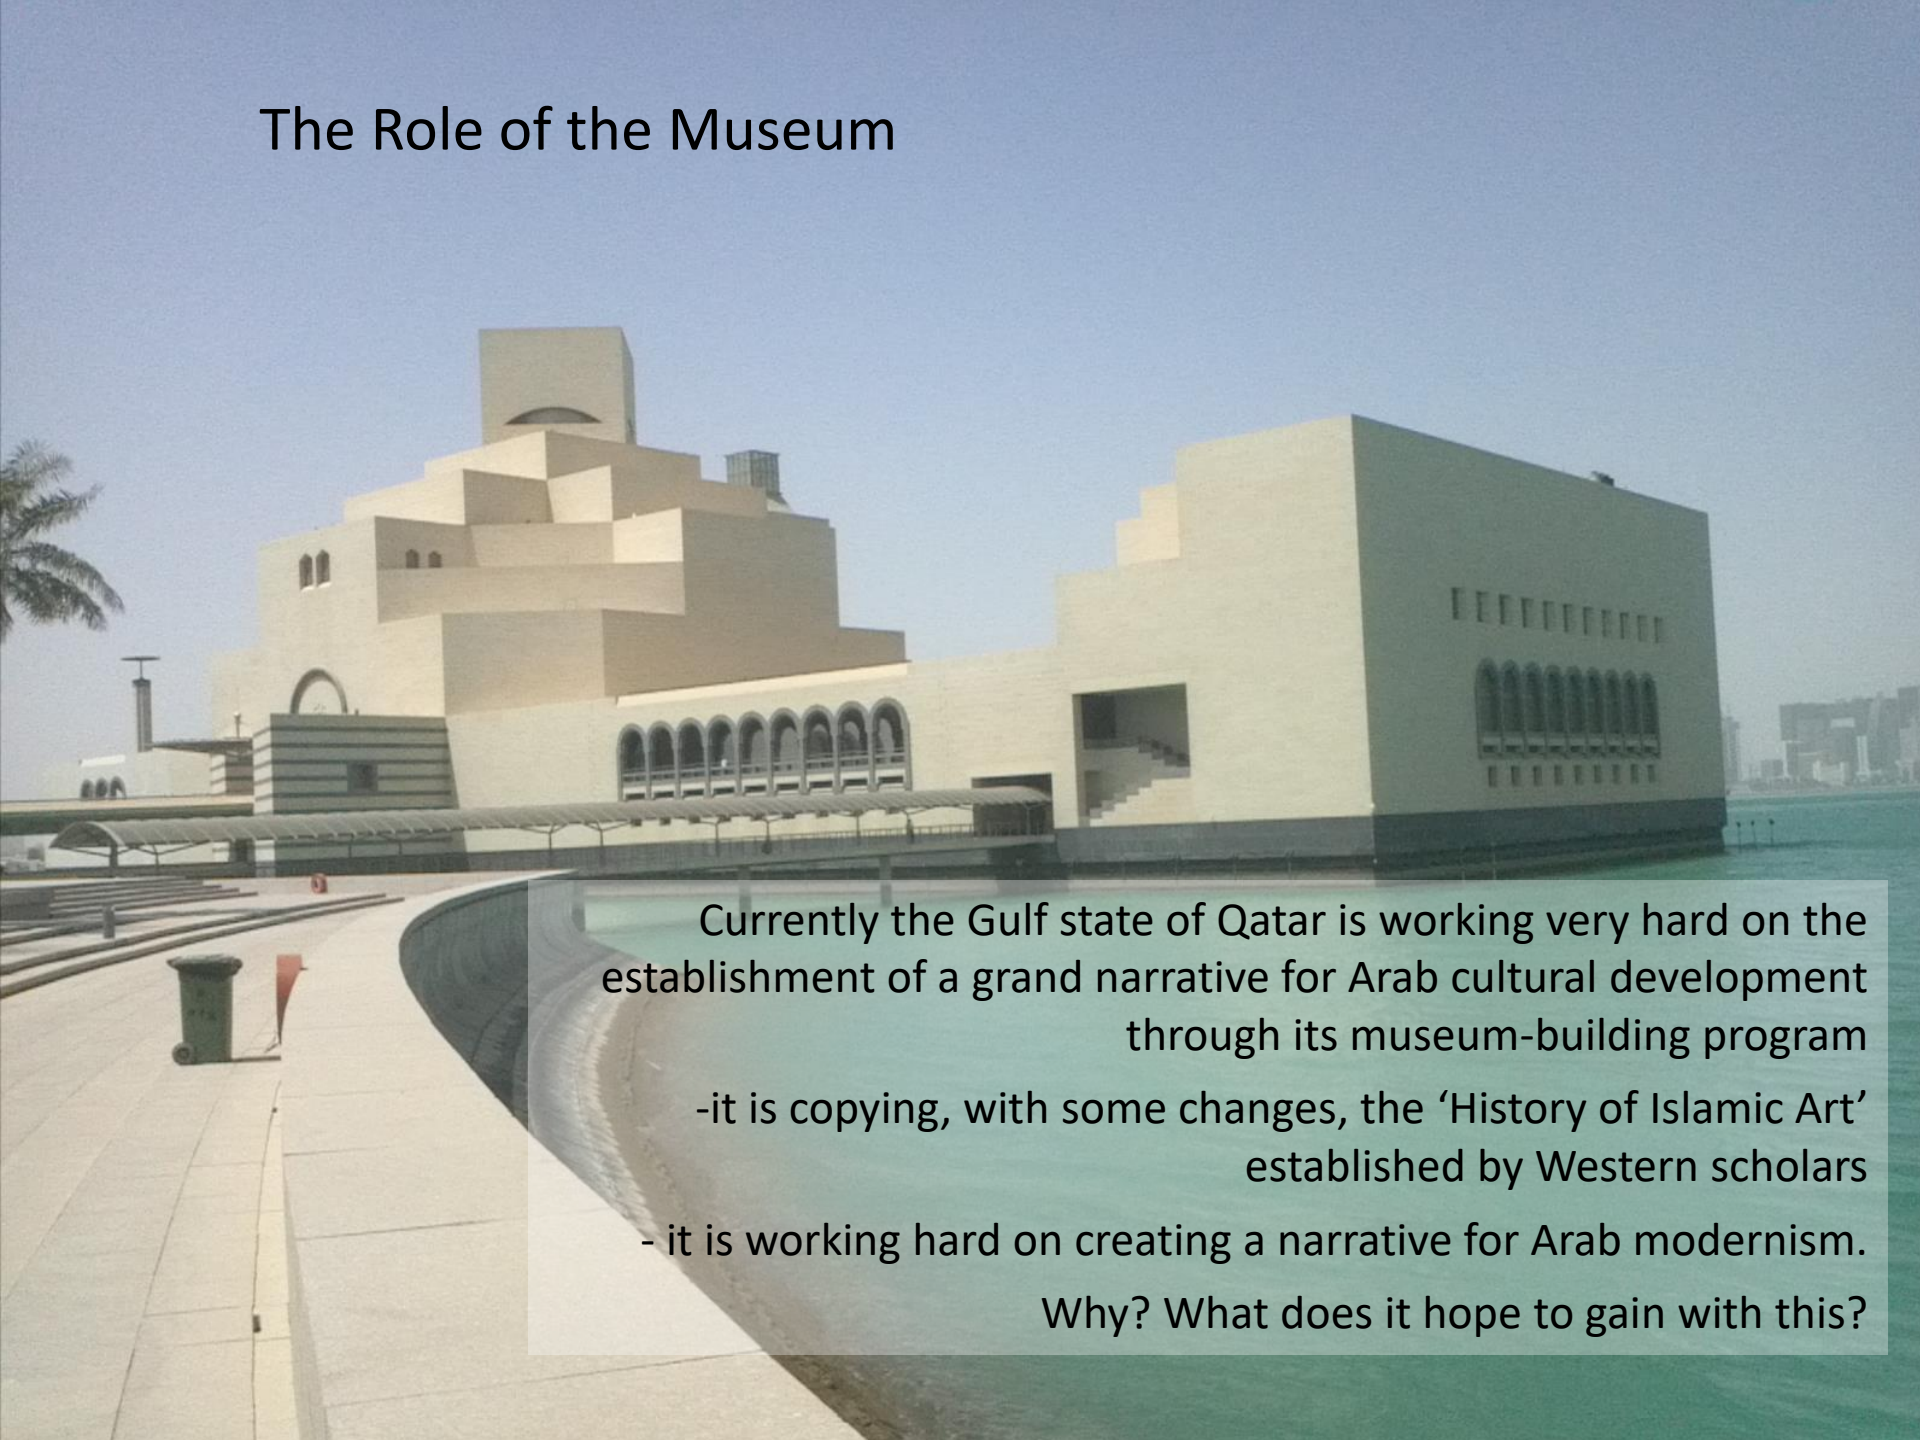 The Role of the Museum
Currently the Gulf state of Qatar is working very hard on the
establishment of a grand narrative for Arab cultural development
through its museum-building program
-it is copying, with some changes, the ‘History of Islamic Art’
established by Western scholars
- it is working hard on creating a narrative for Arab modernism.
Why? What does it hope to gain with this?